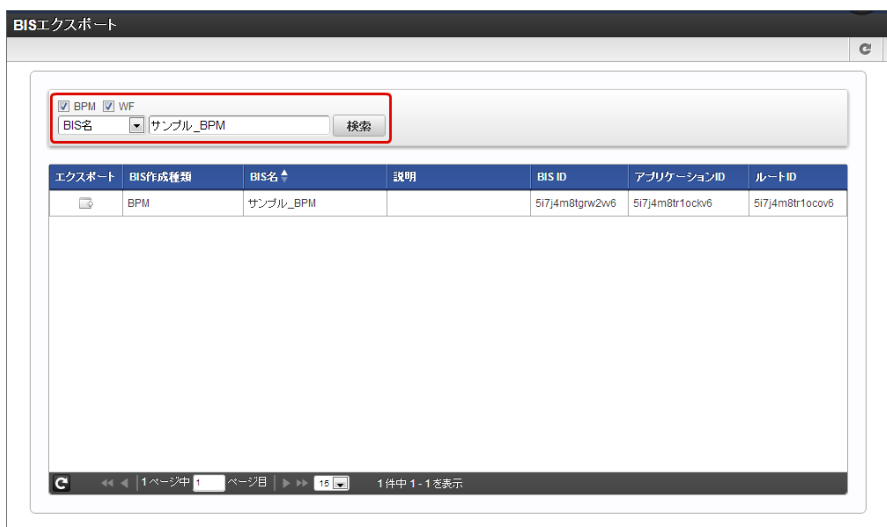 BISエクスポート
BPM WF
BIS名 サンプル_BPM 検索
エクスポート BIS作成種類 BIS名 説明 BIS ID アプリケーションID ルートID
BPM サンプル_BPM 5i7j4m8tgrw2w6 5i7j4m8tr1ockv6 5i7j4m8tr1ocov6
1ページ中 1 ページ目 15 1件中 1 - 1 を表示